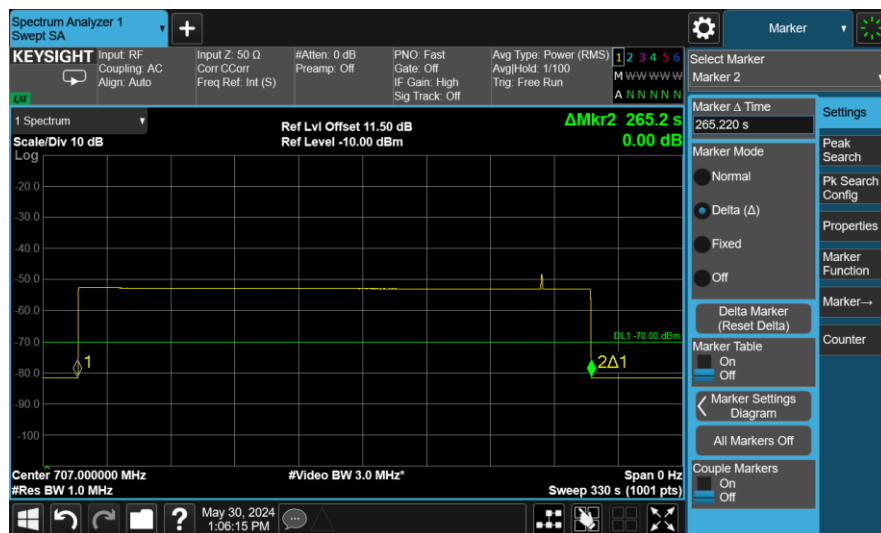 Spectrum Analyzer 1
Swept SA
Marker
KEYSIGHT
LXI
Input: RF
Coupling: AC
Align: Auto
Input Z: 50 Ω
Corr CCorr
Freq Ref: Int (S)
#Atten: 0 dB
Preamp: Off
PNO: Fast
Gate: Off
IF Gain: High
Sig Track: Off
Avg Type: Power (RMS)
Avg|Hold: 1/100
Trig: Free Run
1 2 3 4 5 6
M W W W W W
A N N N N N
Select Marker
Marker 2
1 Spectrum
Scale/Div 10 dB
Log
Ref Lvl Offset 11.50 dB
Ref Level -10.00 dBm
ΔMkr2 265.2 s
0.00 dB
-20.0
-30.0
-40.0
-50.0
-60.0
-70.0
-80.0
-90.0
-100
DL1 -70.00 dBm
1
2Δ1
Center 707.000000 MHz
#Res BW 1.0 MHz
#Video BW 3.0 MHz*
Span 0 Hz
Sweep 330 s (1001 pts)
Marker Δ Time
265.220 s
Marker Mode
Normal
Delta (Δ)
Fixed
Off
Delta Marker
(Reset Delta)
Marker Table
On
Off
Marker Settings
Diagram
All Markers Off
Couple Markers
On
Off
Settings
Peak
Search
Pk Search
Config
Properties
Marker
Function
Marker→
Counter
?
May 30, 2024
1:06:15 PM